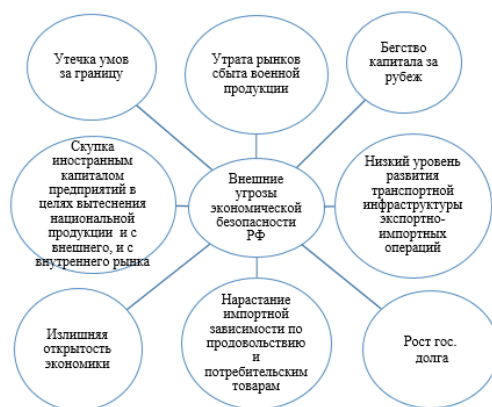 Утечка умов
за границу
Утрата рынков
сбыта военной
продукции
Бегство
капитала за
рубеж
Скупка
иностранным
капиталом
предприятий в
целях вытеснения
национальной
продукции и с
внешнего, и с
внутреннего рынка
Внешние
угрозы
экономической
безопасности
РФ
Низкий уровень
развития
транспортной
инфраструктуры
экспортно-
импортных
операций
Излишняя
открытость
экономики
Нарастание
импортной
зависимости по
продовольствию
и
потребительским
товарам
Рост гос.
долга